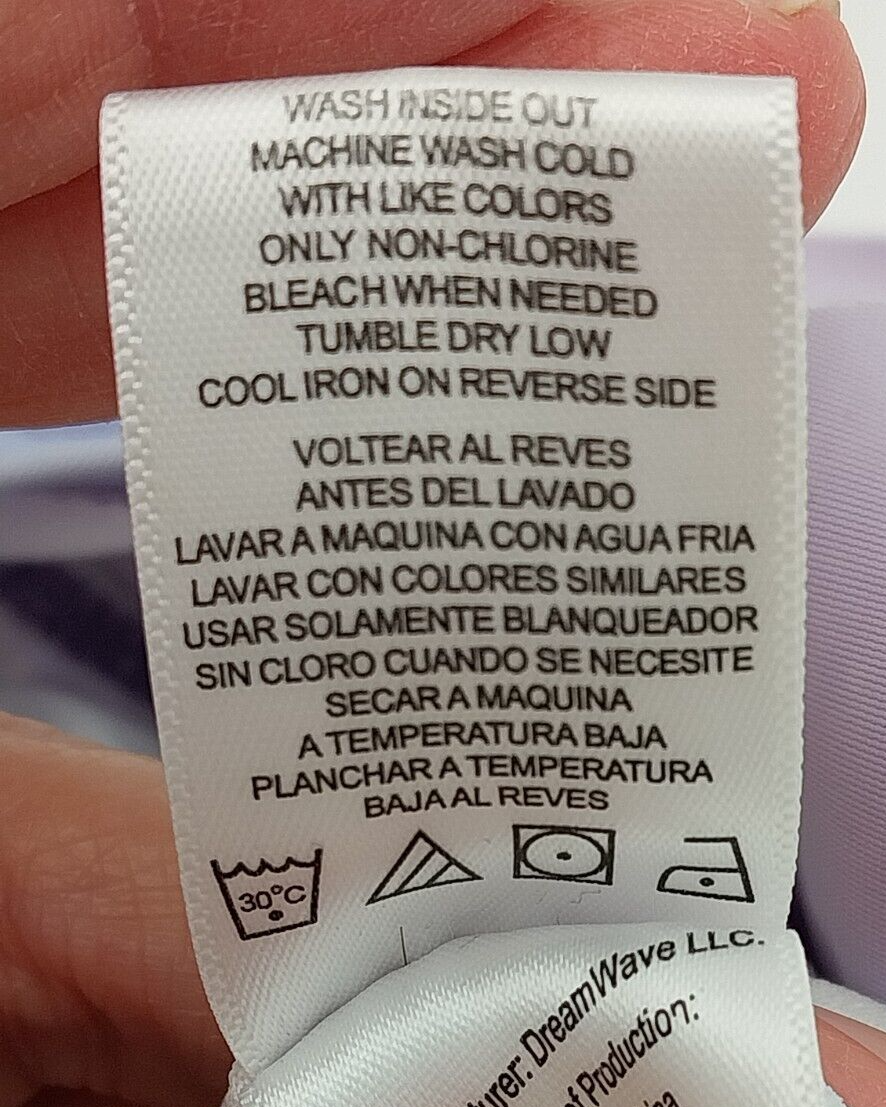 WASH INSIDE OUT
MACHINE WASH COLD
WITH LIKE COLORS
ONLY NON-CHLORINE
BLEACH WHEN NEEDED
TUMBLE DRY LOW
COOL IRON ON REVERSE SIDE
VOLTEAR AL REVES
ANTES DEL LAVADO
LAVAR A MAQUINA CON AGUA FRIA
LAVAR CON COLORES SIMILARES
USAR SOLAMENTE BLANQUEADOR
SIN CLORO CUANDO SE NECESITE
SECAR A MAQUINA
A TEMPERATURA BAJA
PLANCHAR A TEMPERATURA
BAJA AL REVES
30°C
DreamWave LLC.
Production: